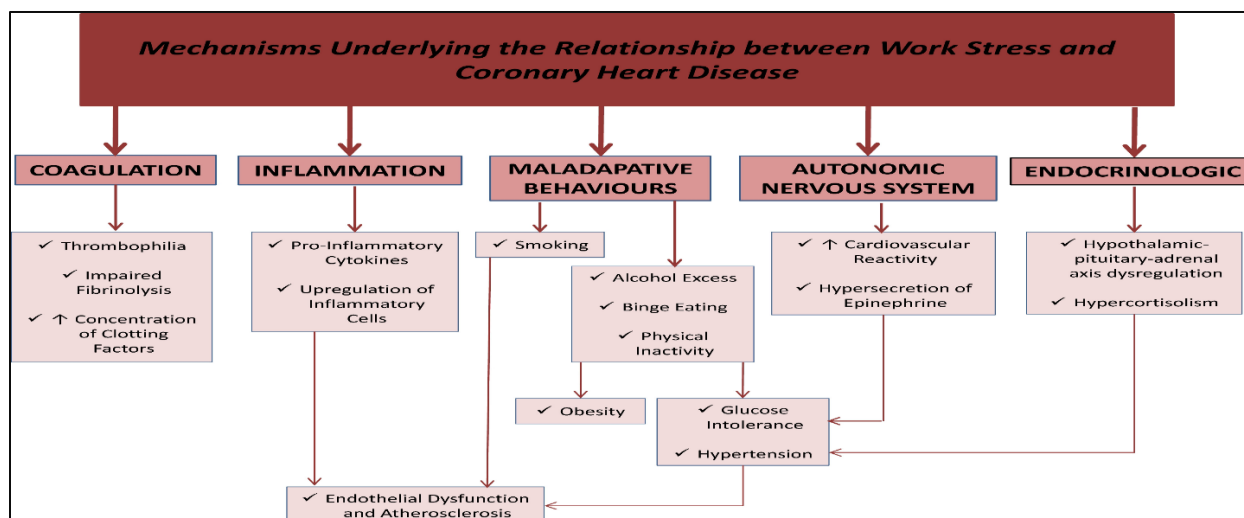 Mechanisms Underlying the Relationship between Work Stress and
Coronary Heart Disease
COAGULATION
✓ Thrombophilia
✓ Impaired
Fibrinolysis
✓ ↑ Concentration
of Clotting
Factors
INFLAMMATION
✓ Pro-Inflammatory
Cytokines
✓ Upregulation of
Inflammatory
Cells
MALADAPATIVE
BEHAVIOURS
✓ Smoking
✓ Alcohol Excess
✓ Binge Eating
✓ Physical
Inactivity
✓ Obesity
AUTONOMIC
NERVOUS SYSTEM
✓ ↑ Cardiovascular
Reactivity
✓ Hypersecretion of
Epinephrine
ENDOCRINOLOGIC
✓ Hypothalamic-
pituitary-adrenal
axis dysregulation
✓ Hypercortisolism
✓ Glucose
Intolerance
✓ Hypertension
✓ Endothelial Dysfunction
and Atherosclerosis